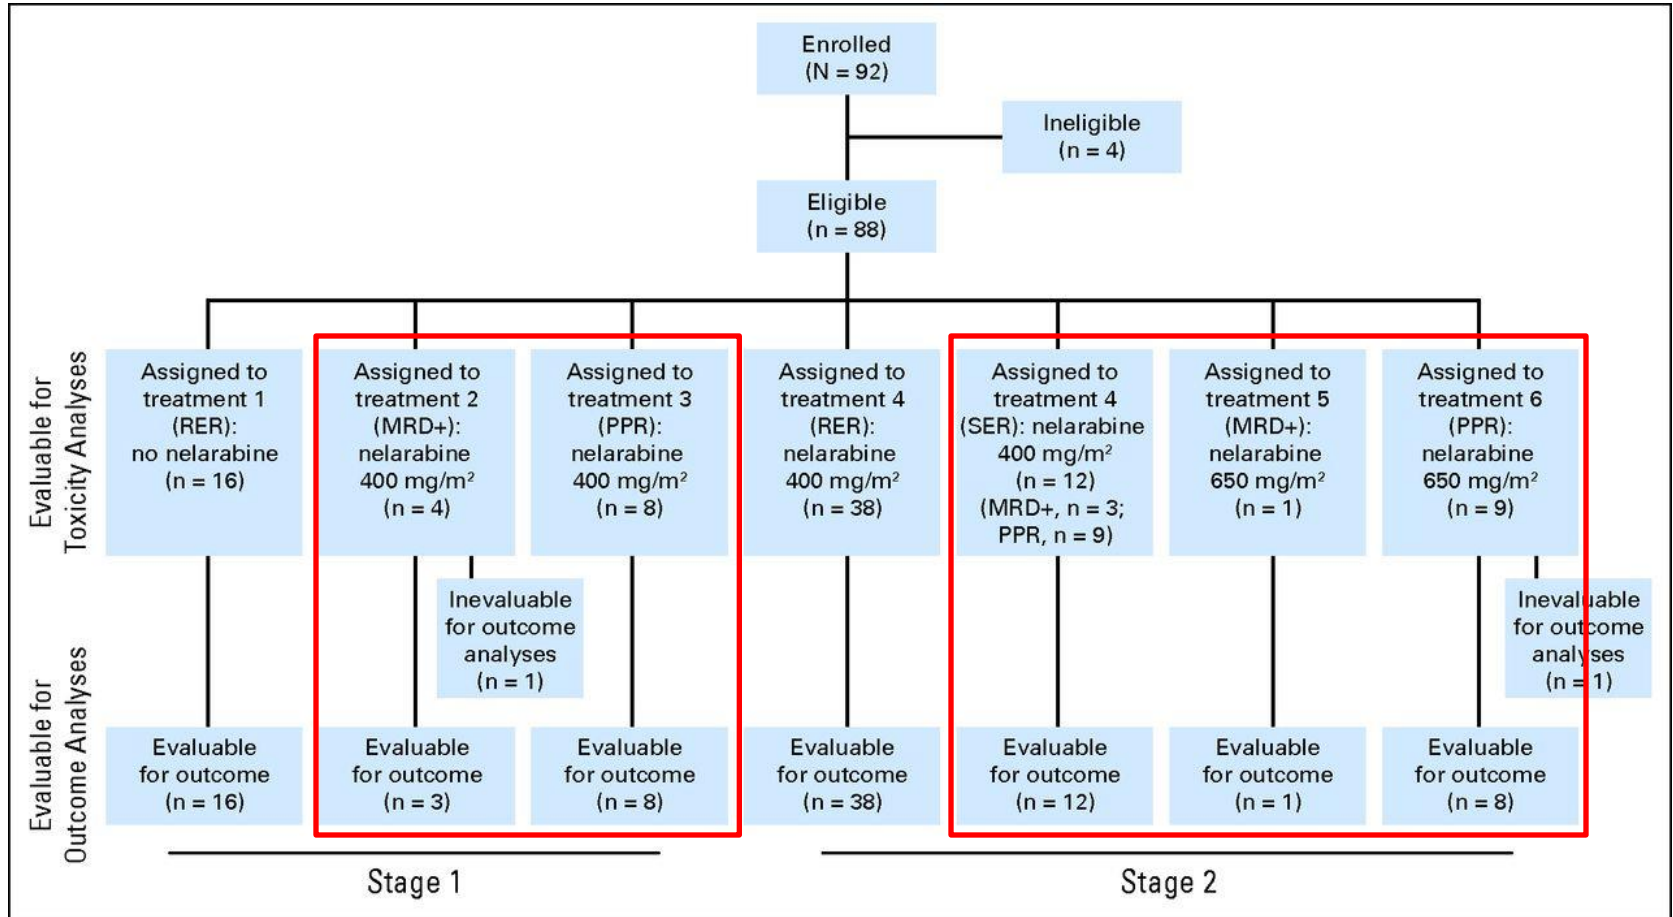 Enrolled
(N = 92)
Ineligible
(n = 4)
Eligible
(n = 88)
Evaluable for
Toxicity Analyses
Assigned to
treatment 1
(RER):
no nelarabine
(n = 16)
Assigned to
treatment 2
(MRD+):
nelarabine
400 mg/m²
(n = 4)
Assigned to
treatment 3
(PPR):
nelarabine
400 mg/m²
(n = 8)
Assigned to
treatment 4
(RER):
nelarabine
400 mg/m²
(n = 38)
Assigned to
treatment 4
(SER): nelarabine
400 mg/m²
(n = 12)
(MRD+, n = 3;
PPR, n = 9)
Assigned to
treatment 5
(MRD+):
nelarabine
650 mg/m²
(n = 1)
Assigned to
treatment 6
(PPR):
nelarabine
650 mg/m²
(n = 9)
Inevaluable
for outcome
analyses
(n = 1)
Inevaluable
for outcome
analyses
(n = 1)
Evaluable for
Outcome Analyses
Evaluable
for outcome
(n = 16)
Evaluable
for outcome
(n = 3)
Evaluable
for outcome
(n = 8)
Evaluable
for outcome
(n = 38)
Evaluable
for outcome
(n = 12)
Evaluable
for outcome
(n = 1)
Evaluable
for outcome
(n = 8)
Stage 1
Stage 2